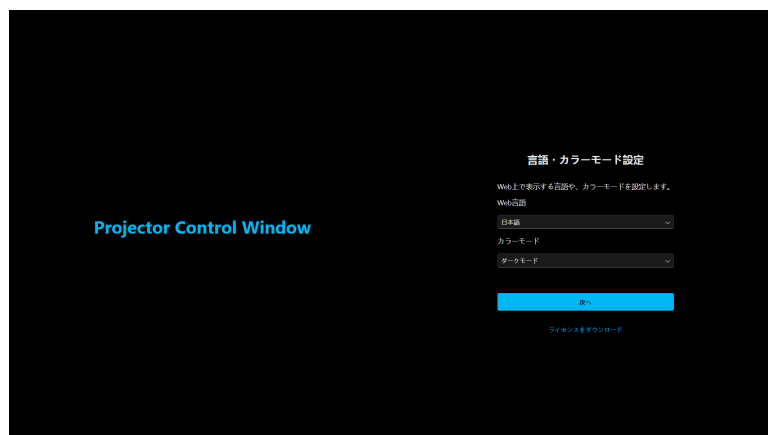 Projector Control Window
言語・カラーモード設定
Web上で表示する言語や、カラーモードを設定します。
Web言語
日本語
カラーモード
ダークモード
次へ
ライセンスをダウンロード